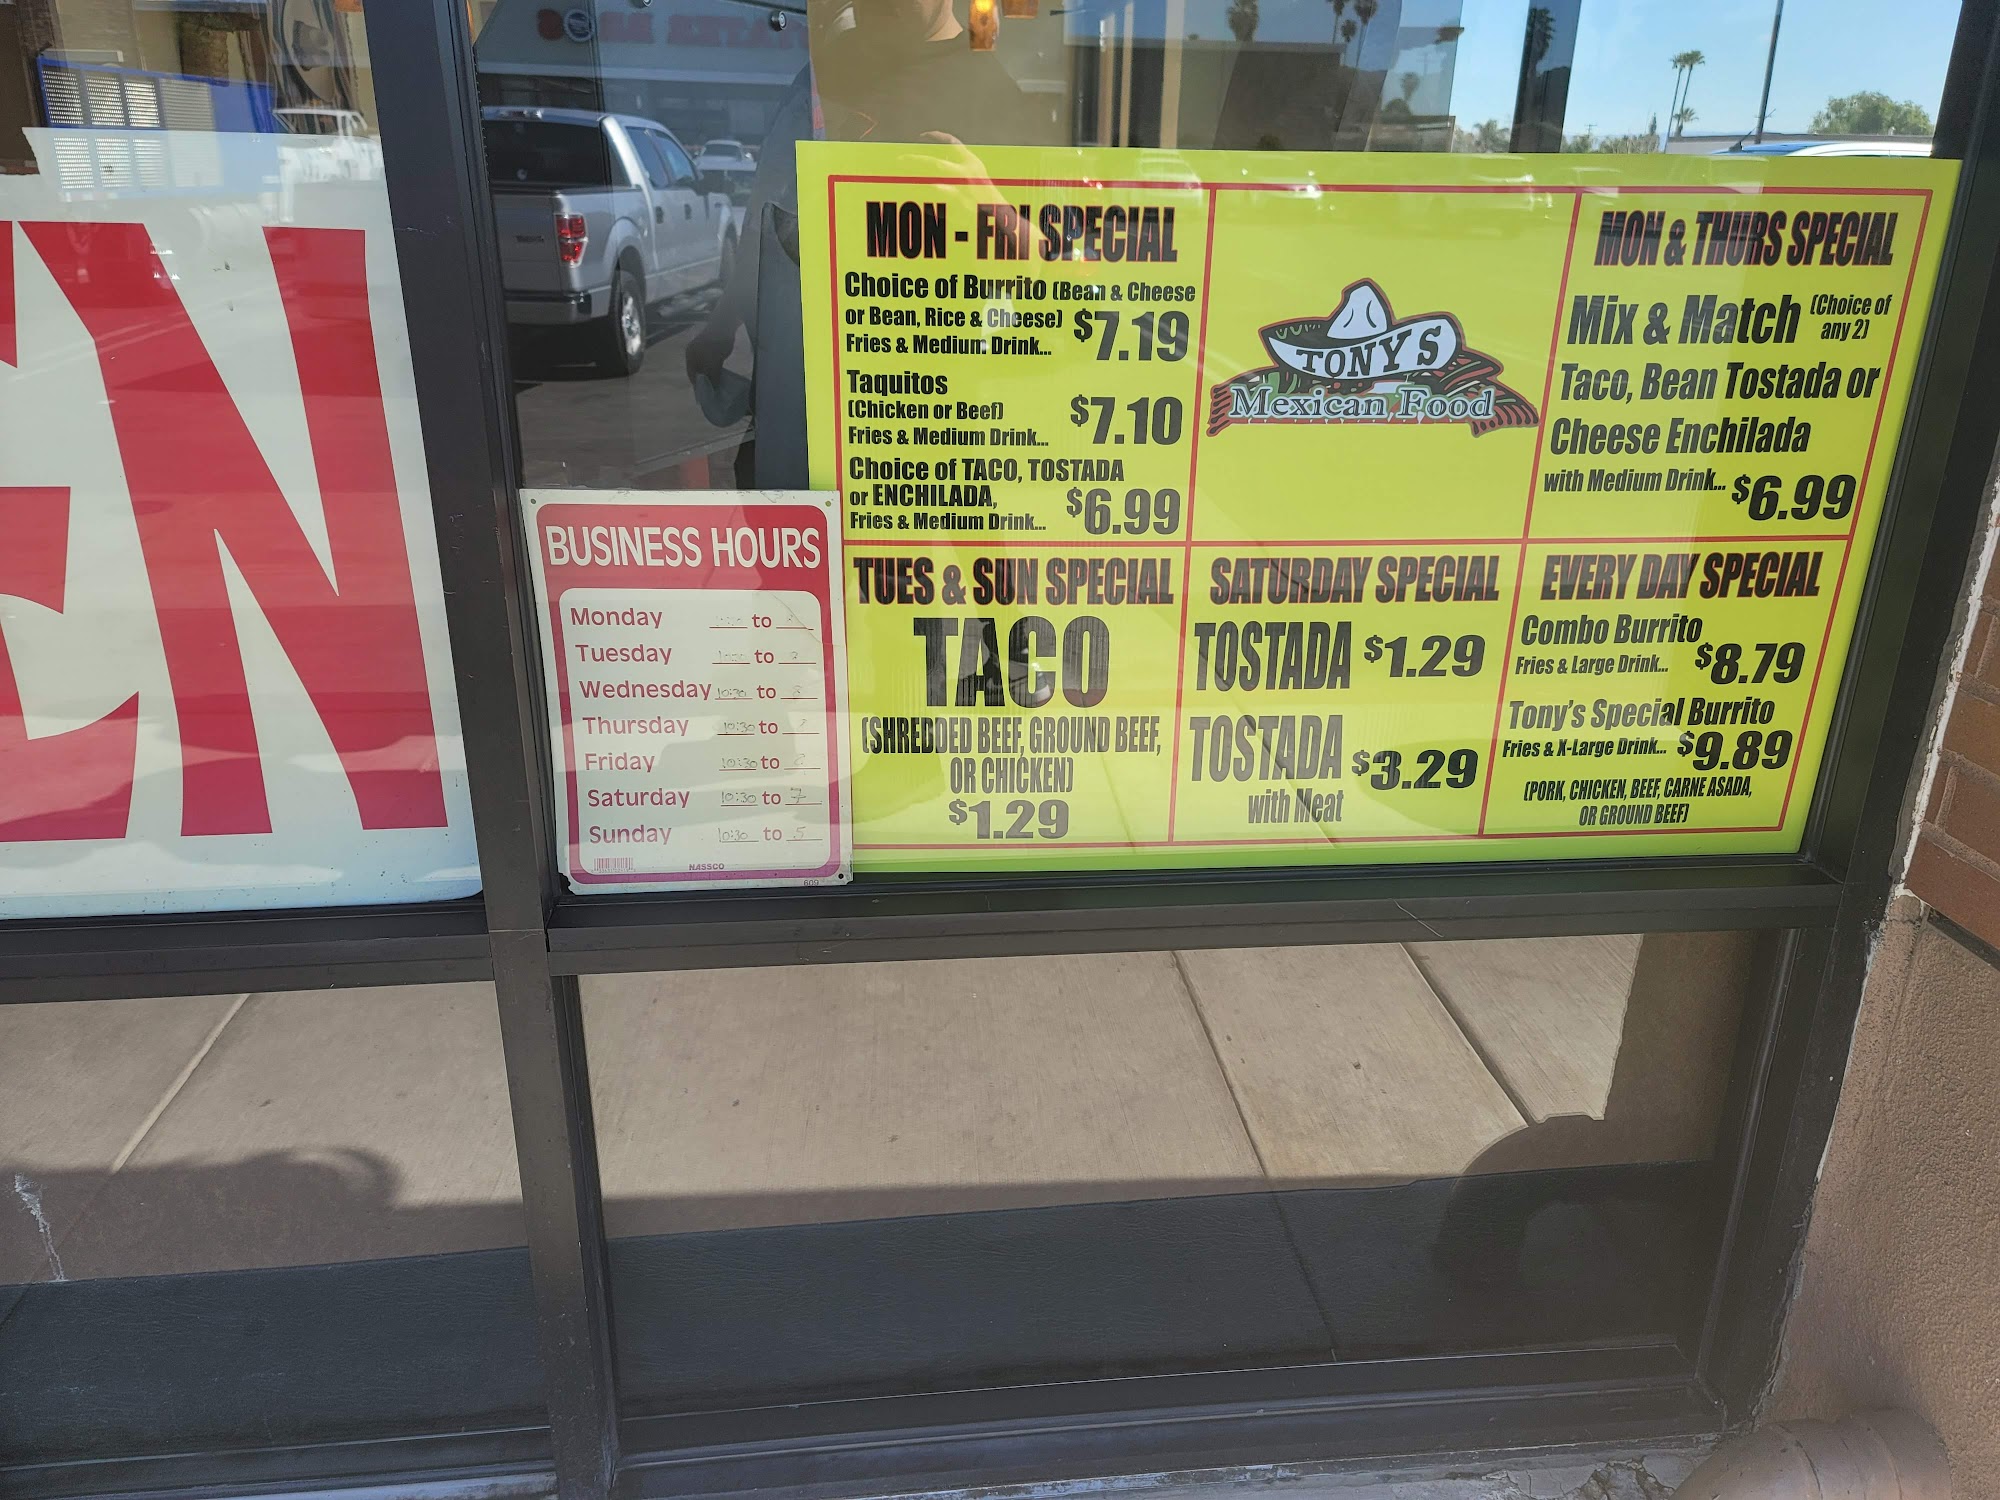 EN
BUSINESS HOURS
Monday to
Tuesday to
Wednesday 10:30 to 8
Thursday 10:30 to
Friday 10:30 to
Saturday 10:30 to 7
Sunday 10:30 to 5
NASSCO
609
MON - FRI SPECIAL
Choice of Burrito (Bean & Cheese
or Bean, Rice & Cheese) $7.19
Fries & Medium Drink...
Taquitos
(Chicken or Beef) $7.10
Fries & Medium Drink...
Choice of TACO, TOSTADA
or ENCHILADA, $6.99
Fries & Medium Drink...
TONY'S
Mexican Food
MON & THURS SPECIAL
Mix & Match (Choice of
any 2)
Taco, Bean Tostada or
Cheese Enchilada
with Medium Drink... $6.99
TUES & SUN SPECIAL
TACO
(SHREDDED BEEF, GROUND BEEF,
OR CHICKEN)
$1.29
SATURDAY SPECIAL
TOSTADA $1.29
TOSTADA $3.29
with Meat
EVERY DAY SPECIAL
Combo Burrito
Fries & Large Drink... $8.79
Tony's Special Burrito
Fries & X-Large Drink... $9.89
(PORK, CHICKEN, BEEF, CARNE ASADA,
OR GROUND BEEF)